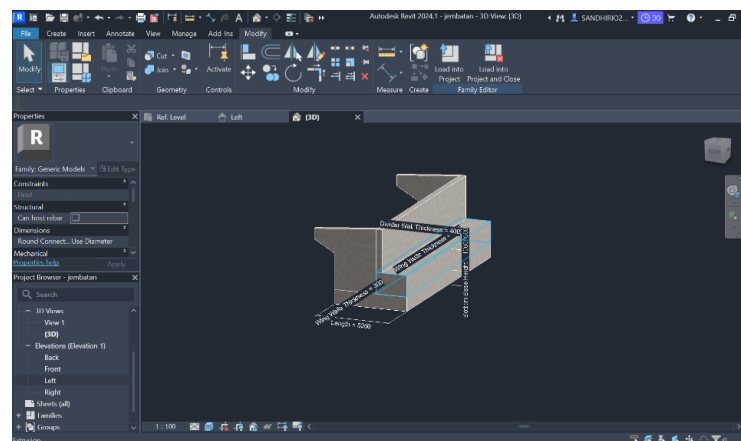 Autodesk Revit 2024.1 - jembatan - 3D View: {3D}
SANDHIRIO2...
30
File Create Insert Annotate View Manage Add Ins Modify
Modify
Paste
Cut
Join
Activate
Load into Project
Load into Project and Close
Select Properties Clipboard Geometry Controls Modify Measure Create Family Editor
Properties
Ref. Level
Left
{3D}
R
Family: Generic Models
Edit Type
Constraints
Host
Structural
Can host rebar
Dimensions
Round Connect... Use Diameter
Mechanical
Properties help
Apply
Project Browser - jembatan
Search
3D Views
View 1
{3D}
Elevations (Elevation 1)
Back
Front
Left
Right
Sheets (all)
Families
Groups
Divider Wall Thickness = 400
Wing Walls Thickness =
Wing Walls Thickness = 300
Length = 5200
1 : 100
Extrusion